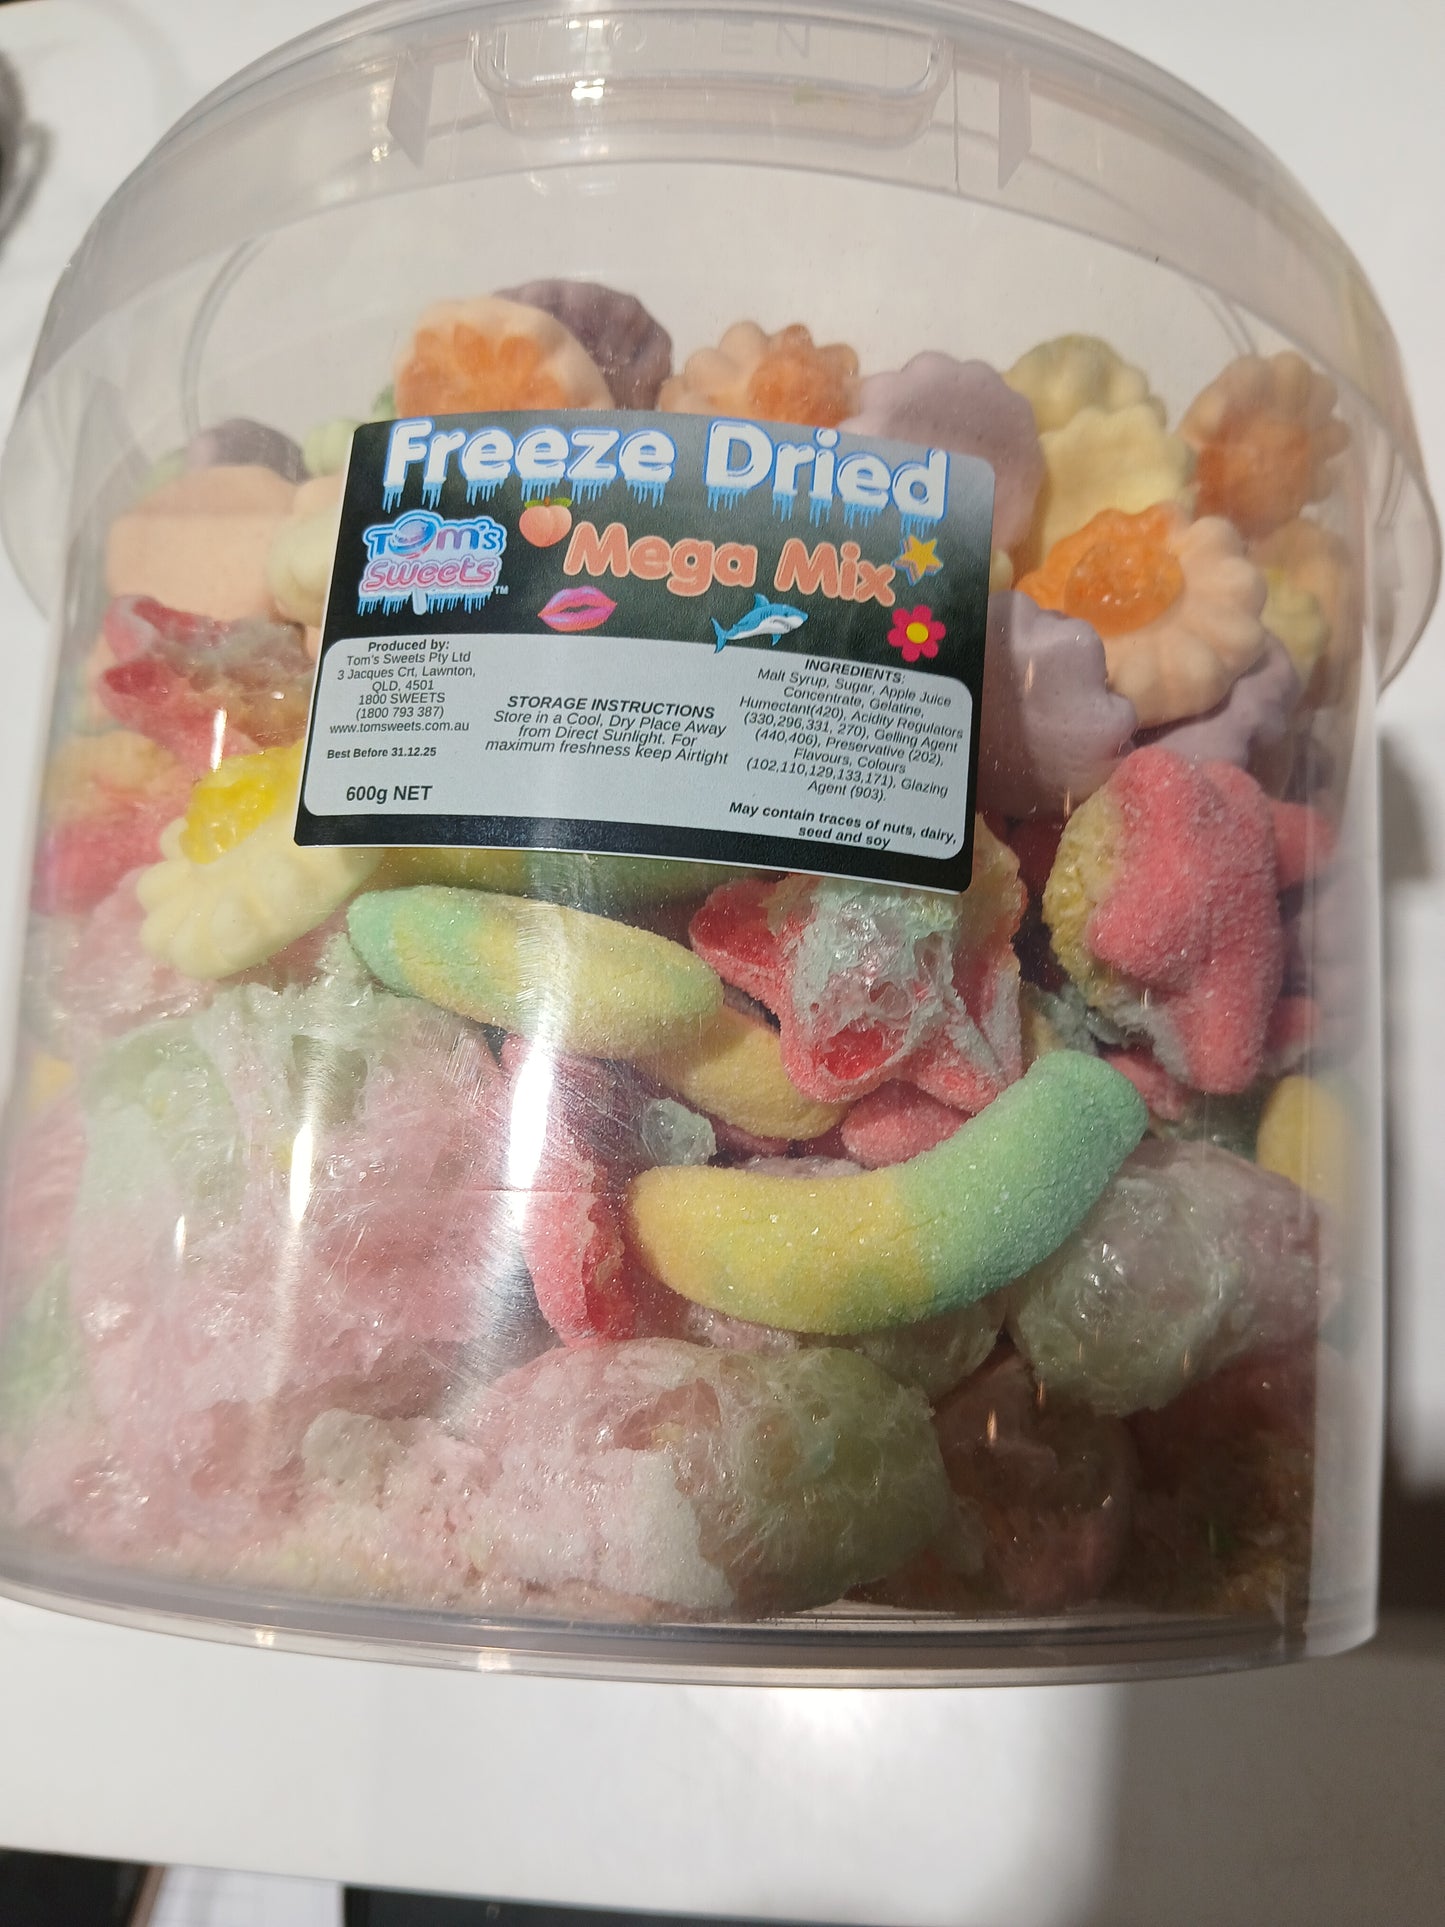 OPEN
Freeze Dried
Tom's
Sweets™
Mega Mix
Produced by:
Tom's Sweets Pty Ltd
3 Jacques Crt, Lawnton,
QLD, 4501
1800 SWEETS
(1800 793 387)
www.tomsweets.com.au
Best Before 31.12.25
600g NET
STORAGE INSTRUCTIONS
Store in a Cool, Dry Place Away
from Direct Sunlight. For
maximum freshness keep Airtight
INGREDIENTS:
Malt Syrup, Sugar, Apple Juice
Concentrate, Gelatine,
Humectant(420), Acidity Regulators
(330,296,331, 270), Gelling Agent
(440,406), Preservative (202),
Flavours, Colours
(102,110,129,133,171), Glazing
Agent (903).
May contain traces of nuts, dairy,
seed and soy